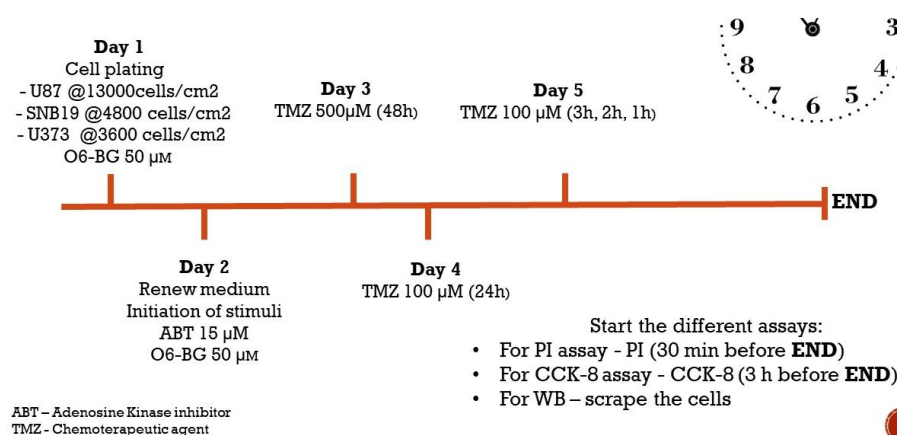 Day 1
Cell plating
- U87 @13000cells/cm2
- SNB19 @4800 cells/cm2
- U373 @3600 cells/cm2
O6-BG 50 µM
Day 3
TMZ 500µM (48h)
Day 5
TMZ 100 µM (3h, 2h, 1h)
9
3
8
4
7
6
5
END
Day 2
Renew medium
Initiation of stimuli
ABT 15 µM
O6-BG 50 µM
Day 4
TMZ 100 µM (24h)
Start the different assays:
• For PI assay - PI (30 min before END)
• For CCK-8 assay - CCK-8 (3 h before END)
• For WB – scrape the cells
ABT – Adenosine Kinase inhibitor
TMZ - Chemoterapeutic agent